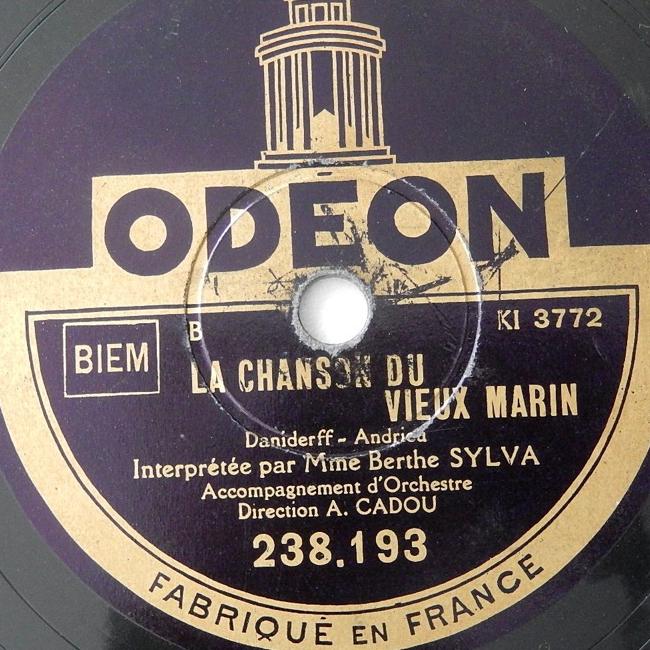 ODEON
BIEM
B
KI 3772
LA CHANSON DU
VIEUX MARIN
Daniderff - Andrieu
Interprétée par Mme Berthe SYLVA
Accompagnement d'Orchestre
Direction A. CADOU
238.193
FABRIQUÉ EN FRANCE